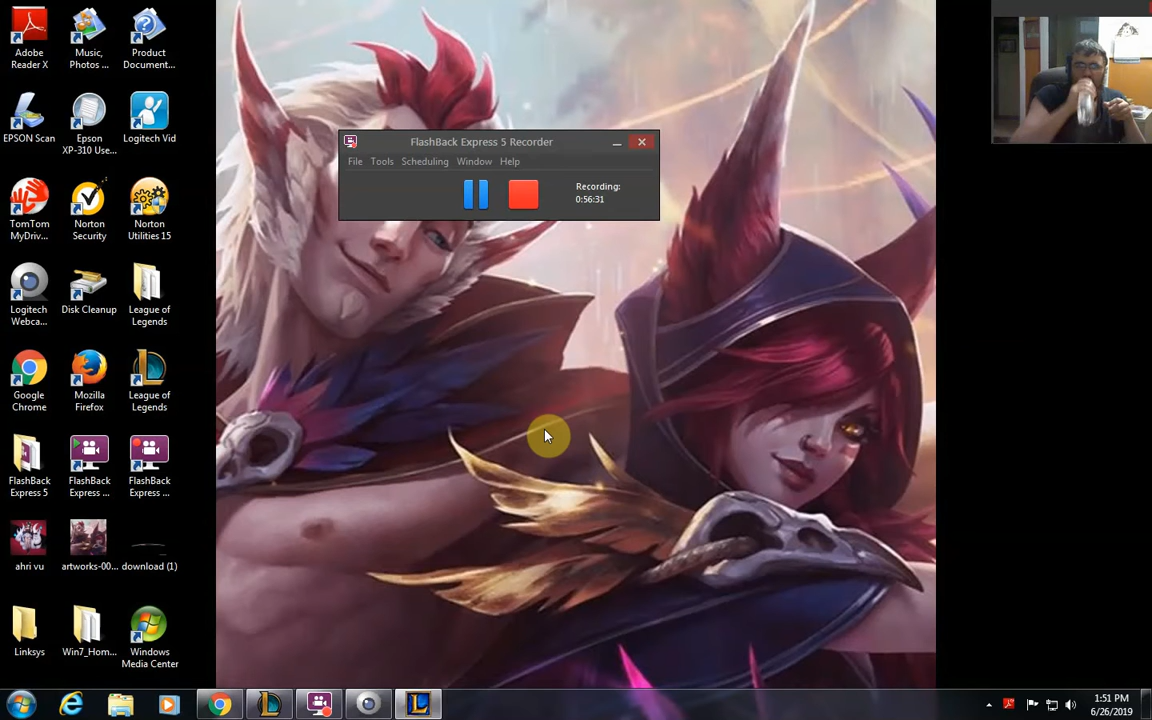 Adobe
Reader X
Music,
Photos ...
Product
Document...
EPSON Scan
Epson
XP-310 Use...
Logitech Vid
TomTom
MyDriv...
Norton
Security
Norton
Utilities 15
Logitech
Webca...
Disk Cleanup
League of
Legends
Google
Chrome
Mozilla
Firefox
League of
Legends
FlashBack
Express 5
FlashBack
Express ...
FlashBack
Express ...
ahri vu
artworks-00...
download (1)
Linksys
Win7_Hom...
Windows
Media Center
FlashBack Express 5 Recorder
File Tools Scheduling Window Help
Recording:
0:56:31
1:51 PM
6/26/2019